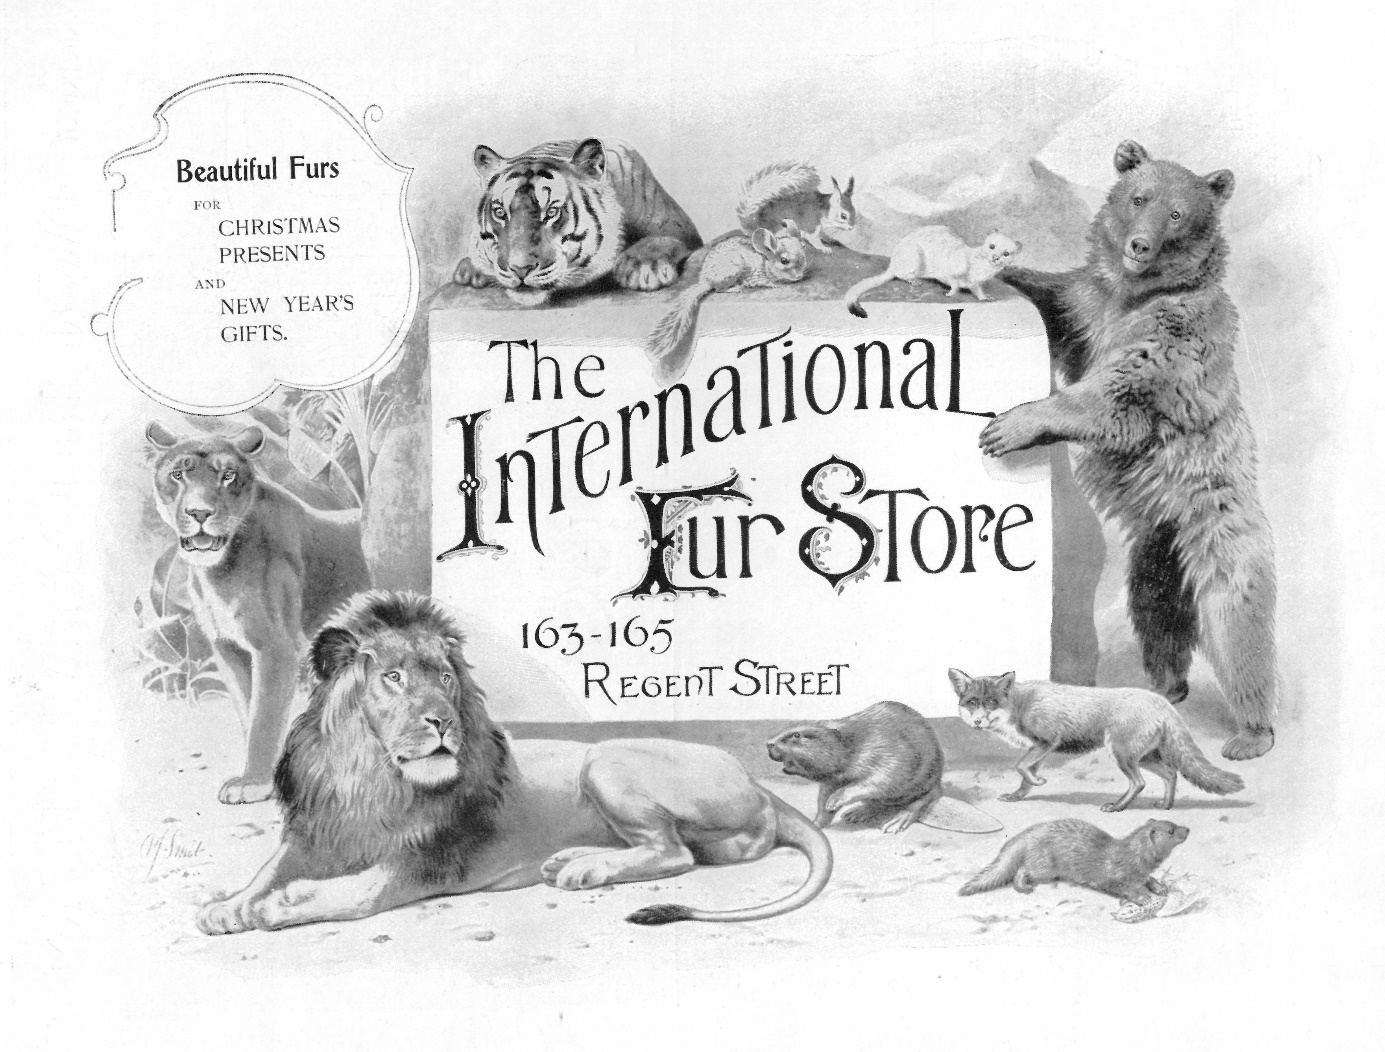 Beautiful Furs
FOR
CHRISTMAS
PRESENTS
AND
NEW YEAR'S
GIFTS.
The
International
Fur Store
163-165
Regent Street